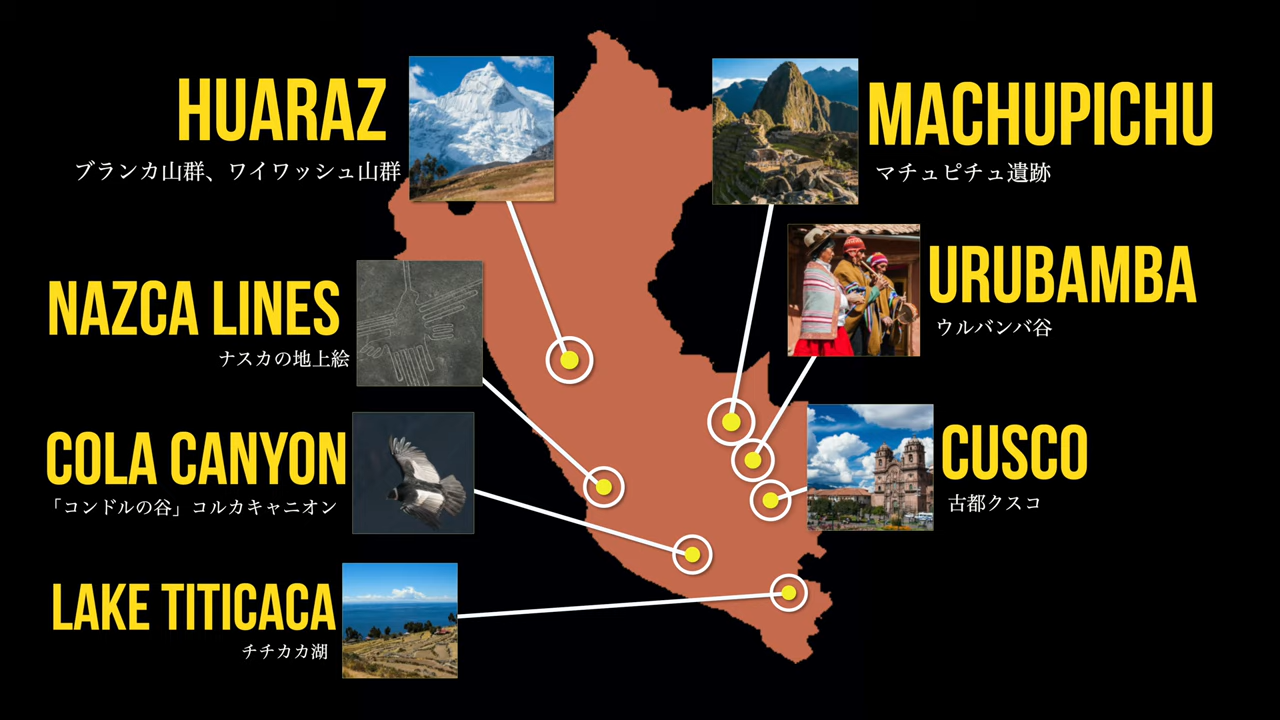 HUARAZ
ブランカ山群、ワイワッシュ山群
NAZCA LINES
ナスカの地上絵
COLA CANYON
「コンドルの谷」コルカキャニオン
LAKE TITICACA
チチカカ湖
MACHUPICHU
マチュピチュ遺跡
URUBAMBA
ウルバンバ谷
CUSCO
古都クスコ